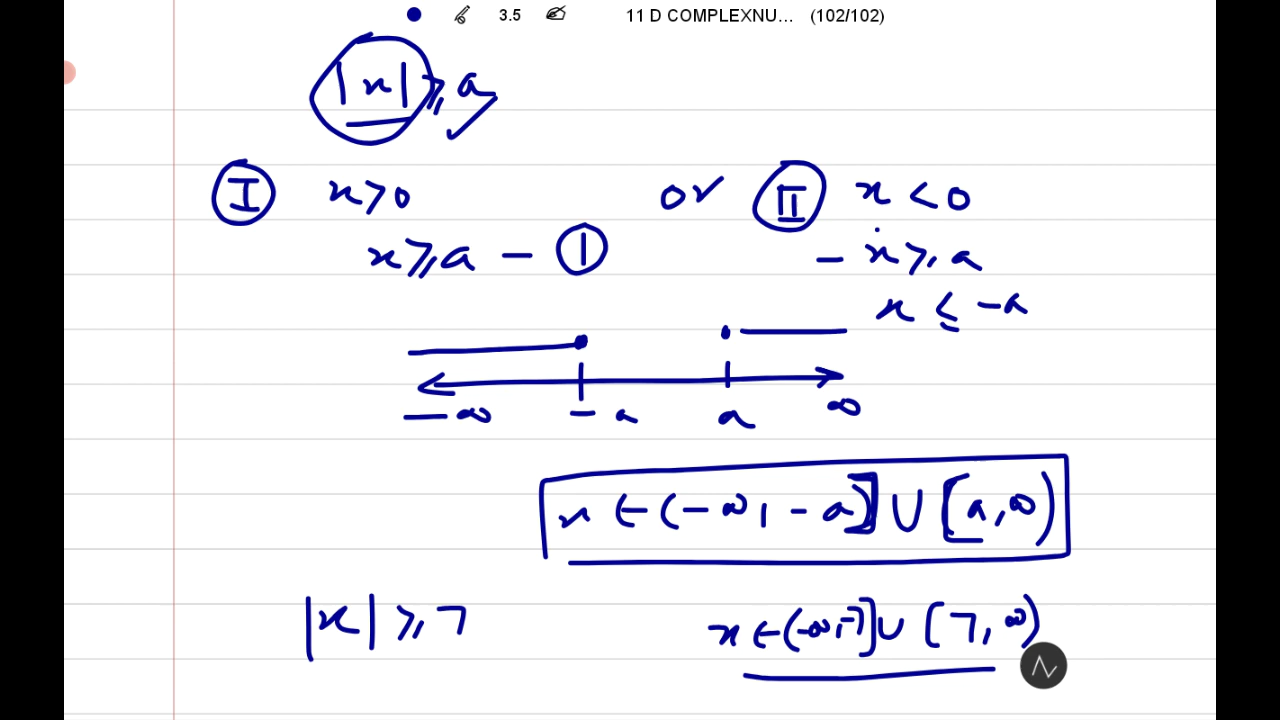 3.5 11 D COMPLEXNU... (102/102)
|x| ⩾ a
I x>0 or II x<0
x⩾a - 1 -x⩾a
x ≤ -a
-∞ -a a ∞
x ∈ (-∞, -a] ∪ [a, ∞)
|x| ⩾ 7 x ∈ (-∞, -7] ∪ [7, ∞)